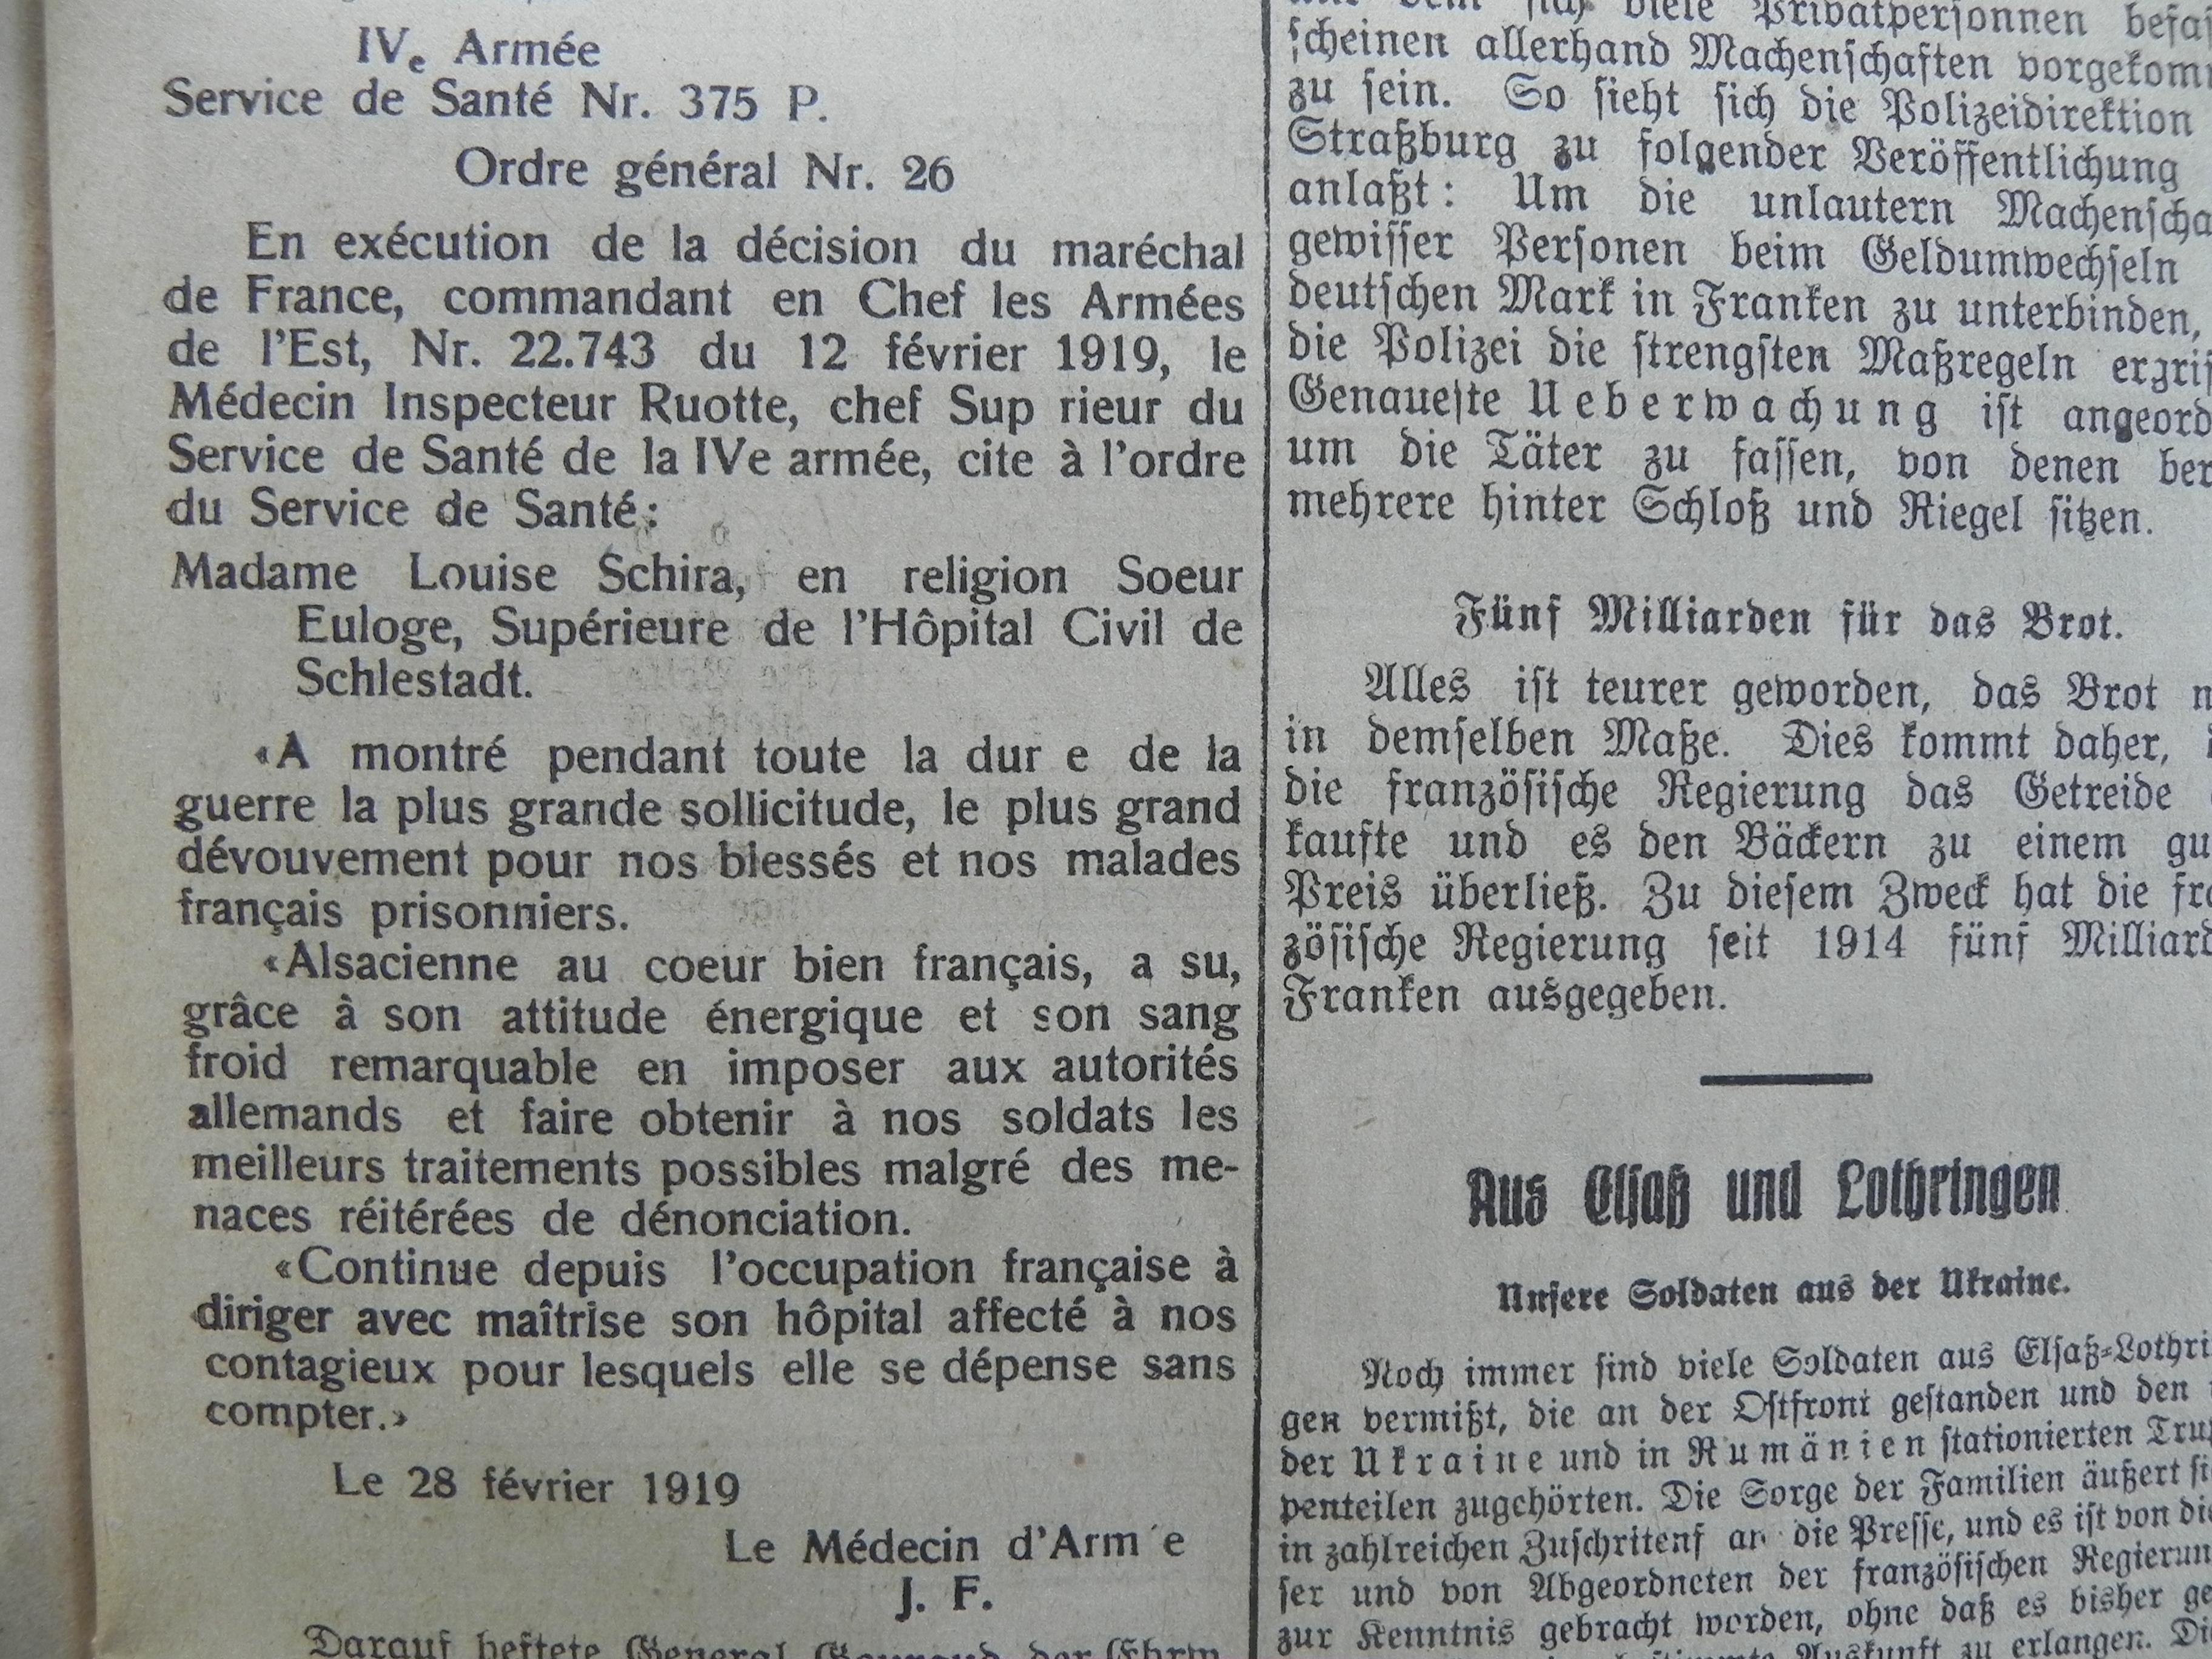 IVe Armée
Service de Santé Nr. 375 P.
Ordre général Nr. 26
En exécution de la décision du maréchal
de France, commandant en Chef les Armées
de l'Est, Nr. 22.743 du 12 février 1919, le
Médecin Inspecteur Ruotte, chef Sup rieur du
Service de Santé de la IVe armée, cite à l'ordre
du Service de Santé:
Madame Louise Schira, en religion Soeur
Euloge, Supérieure de l'Hôpital Civil de
Schlestadt.
«A montré pendant toute la dur e de la
guerre la plus grande sollicitude, le plus grand
dévouvement pour nos blessés et nos malades
français prisonniers.
«Alsacienne au coeur bien français, a su,
grâce à son attitude énergique et son sang
froid remarquable en imposer aux autorités
allemands et faire obtenir à nos soldats les
meilleurs traitements possibles malgré des me-
naces réitérées de dénonciation.
«Continue depuis l'occupation française à
diriger avec maîtrise son hôpital affecté à nos
contagieux pour lesquels elle se dépense sans
compter.»
Le 28 février 1919
Le Médecin d'Arm e
J. F.
Darauf heftete General Gouraud der
ſich viele Privatperſonnen
ſcheinen allerhand Machenſchaften
zu ſein. So ſieht ſich die Polizeidirektion
Straßburg zu folgender Veröffentlichung
anlaßt: Um die unlautern
gewiſſer Perſonen beim Geldumwechſeln
deutſchen Mark in Franken zu unterbinden,
die Polizei die ſtrengſten Maßregeln
Genaueſte Ueberwachung iſt
um die Täter zu faſſen, von denen
mehrere hinter Schloß und Riegel ſitzen.
Fünf Milliarden für das Brot.
Alles iſt teurer geworden, das Brot
in demſelben Maße. Dies kommt daher,
die franzöſiſche Regierung das Getreide
kaufte und es den Bäckern zu einem
Preis überließ. Zu dieſem Zweck hat die
zöſiſche Regierung ſeit 1914 fünf
Franken ausgegeben.
Aus Elſaß und Lothringen
Unſere Soldaten aus der Ukraine.
Noch immer ſind viele Soldaten aus
gen vermißt, die an der Oſtfront geſtanden und den
der Ukraine und in Rumänien ſtationierten
penteilen zugehörten. Die Sorge der Familien äußert
in zahlreichen Zuſchritenf an die Preſſe, und es iſt von
ſer und von Abgeordneten der franzöſiſchen
zur Kenntnis gebracht worden, ohne daß es bisher
Auskunft zu erlangen.